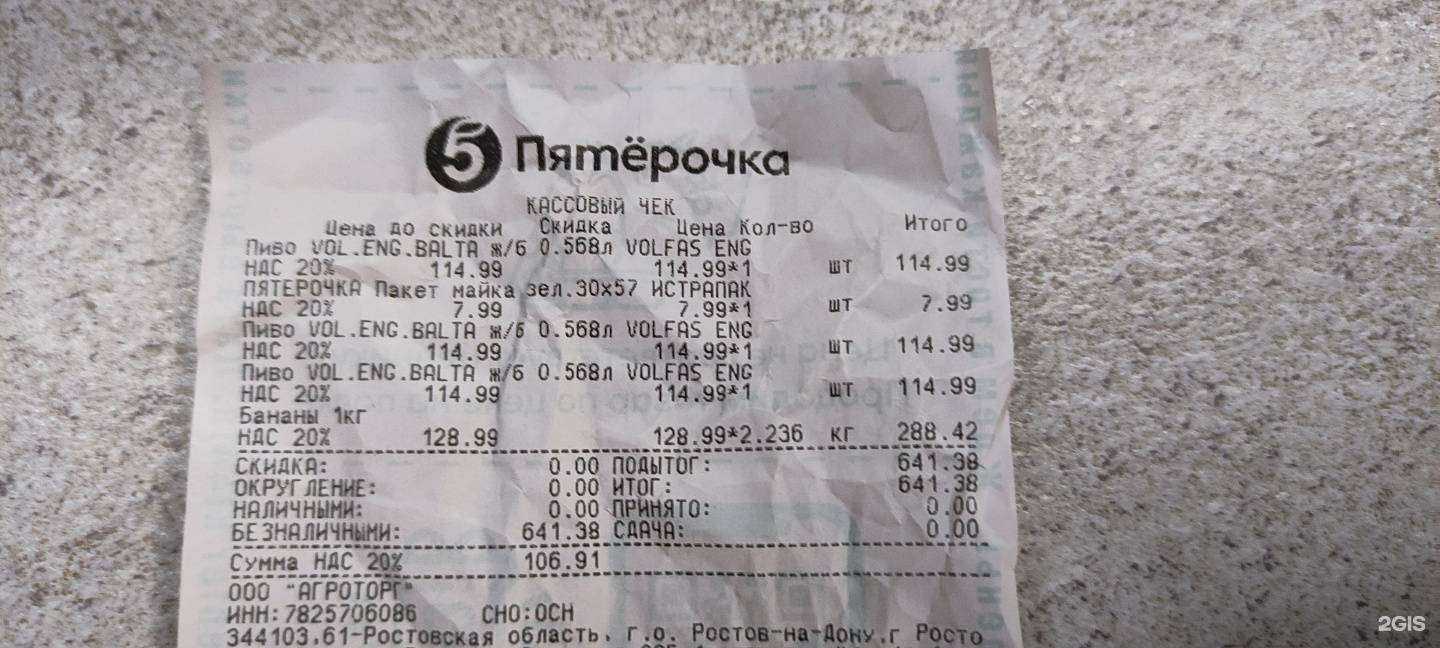 5 Пятёрочка
КАССОВЫЙ ЧЕК
Цена до скидки Скидка Цена Кол-во Итого
Пиво VOL.ENG.BALTA ж/б 0.568л VOLFAS ENG
НДС 20% 114.99 114.99*1 шт 114.99
ПЯТЕРОЧКА Пакет майка зел.30х57 ИСТРАПАК
НДС 20% 7.99 7.99*1 шт 7.99
Пиво VOL.ENG.BALTA ж/б 0.568л VOLFAS ENG
НДС 20% 114.99 114.99*1 шт 114.99
Пиво VOL.ENG.BALTA ж/б 0.568л VOLFAS ENG
НДС 20% 114.99 114.99*1 шт 114.99
Бананы 1кг
НДС 20% 128.99 128.99*2.236 кг 288.42
СКИДКА: 0.00 ПОДЫТОГ: 641.38
ОКРУГЛЕНИЕ: 0.00 ИТОГ: 641.38
НАЛИЧНЫМИ: 0.00 ПРИНЯТО: 0.00
БЕЗНАЛИЧНЫМИ: 641.38 СДАЧА: 0.00
Сумма НДС 20% 106.91
ООО "АГРОТОРГ"
ИНН:7825706086 СНО:ОСН
344103,61-Ростовская область, г.о. Ростов-на-Дону,г Росто
2GIS